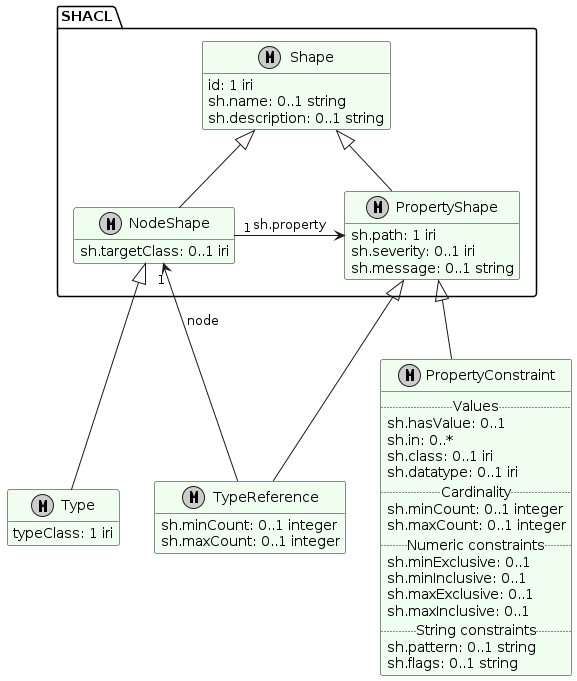 SHACL
M Shape
id: 1 iri
sh.name: 0..1 string
sh.description: 0..1 string
M NodeShape
sh.targetClass: 0..1 iri
1 sh.property
M PropertyShape
sh.path: 1 iri
sh.severity: 0..1 iri
sh.message: 0..1 string
1
node
M PropertyConstraint
Values
sh.hasValue: 0..1
sh.in: 0..*
sh.class: 0..1 iri
sh.datatype: 0..1 iri
Cardinality
sh.minCount: 0..1 integer
sh.maxCount: 0..1 integer
Numeric constraints
sh.minExclusive: 0..1
sh.minInclusive: 0..1
sh.maxExclusive: 0..1
sh.maxInclusive: 0..1
String constraints
sh.pattern: 0..1 string
sh.flags: 0..1 string
M Type
typeClass: 1 iri
M TypeReference
sh.minCount: 0..1 integer
sh.maxCount: 0..1 integer